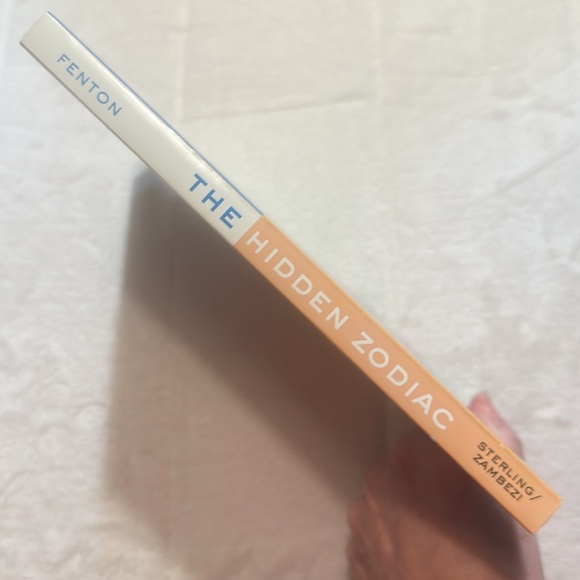 FENTON
THE HIDDEN ZODIAC
STERLING/
ZAMBEZI